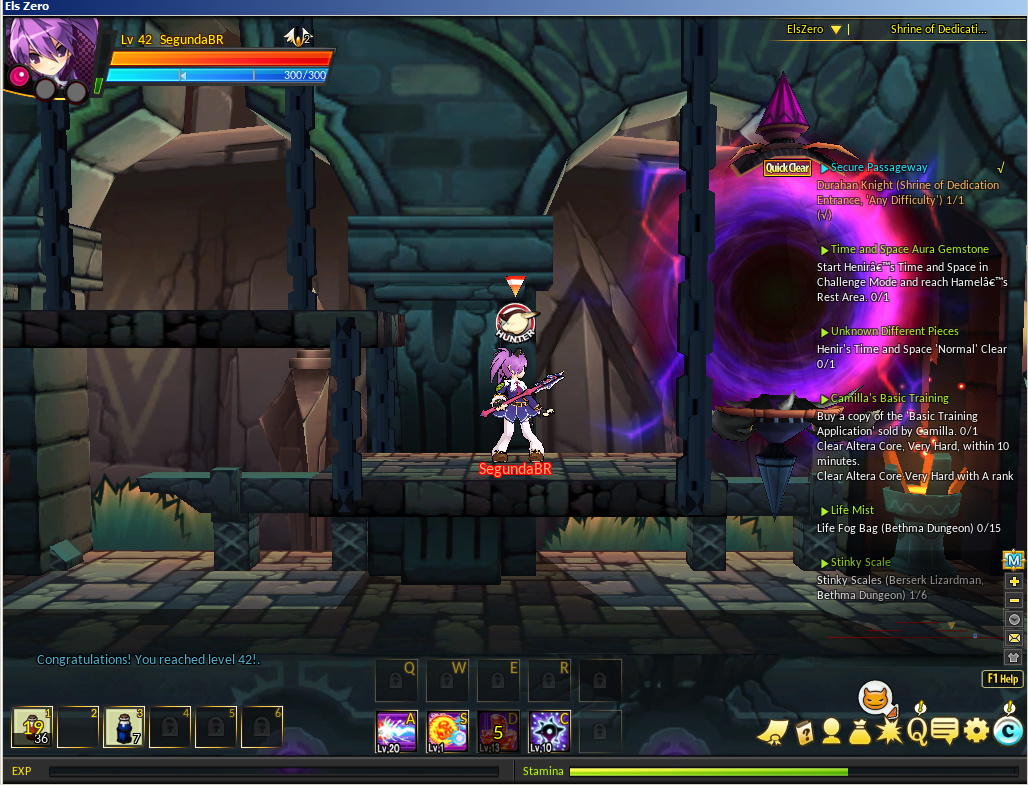 Els Zero
Lv 42 SegundaBR
2
300/300
ElsZero
Shrine of Dedicati...
Quick Clear
Secure Passageway √
Durahan Knight (Shrine of Dedication
Entrance, 'Any Difficulty') 1/1
(√)
Time and Space Aura Gemstone
Start Henirâ€™s Time and Space in
Challenge Mode and reach Hamelâ€™s
Rest Area. 0/1
Unknown Different Pieces
Henir's Time and Space 'Normal' Clear
0/1
Camilla's Basic Training
Buy a copy of the 'Basic Training
Application' sold by Camilla. 0/1
Clear Altera Core, Very Hard, within 10
minutes.
Clear Altera Core Very Hard with A rank
Life Mist
Life Fog Bag (Bethma Dungeon) 0/15
Stinky Scale
Stinky Scales (Berserk Lizardman,
Bethma Dungeon) 1/6
HUNTER
SegundaBR
M
F1 Help
Congratulations! You reached level 42!.
Q W E R
1 2 3 4 5 6
19
36
7
A S D C
5
Lv,20 Lv,1 Lv,13 Lv,10
Q
C
EXP
Stamina